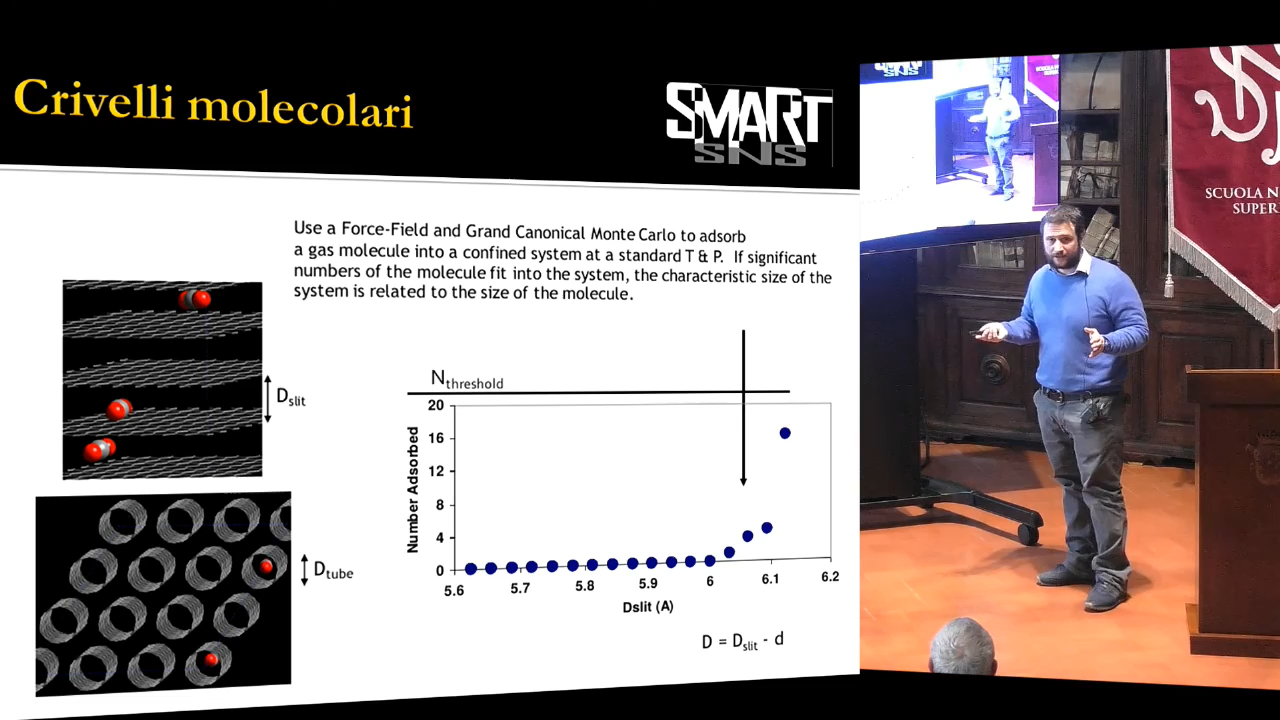 Crivelli molecolari
SMART
SNS
Use a Force-Field and Grand Canonical Monte Carlo to adsorb
a gas molecule into a confined system at a standard T & P. If significant
numbers of the molecule fit into the system, the characteristic size of the
system is related to the size of the molecule.
Dslit
Dtube
Nthreshold
20
16
12
8
4
0
Number Adsorbed
5.6 5.7 5.8 5.9 6 6.1 6.2
Dslit (A)
D = Dslit - d
SNS
SCUOLA N
SUPER